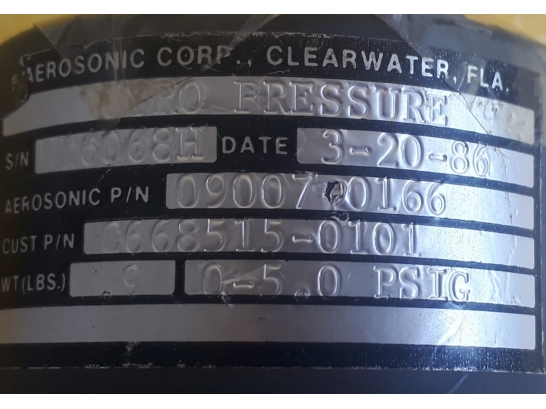 AEROSONIC CORP., CLEARWATER, FLA.
PRESSURE
S/N 6068H DATE 3-20-86
AEROSONIC P/N 09007-00166
CUST P/N 6668515-0101
WT (LBS.) 0-5.0 PSIG